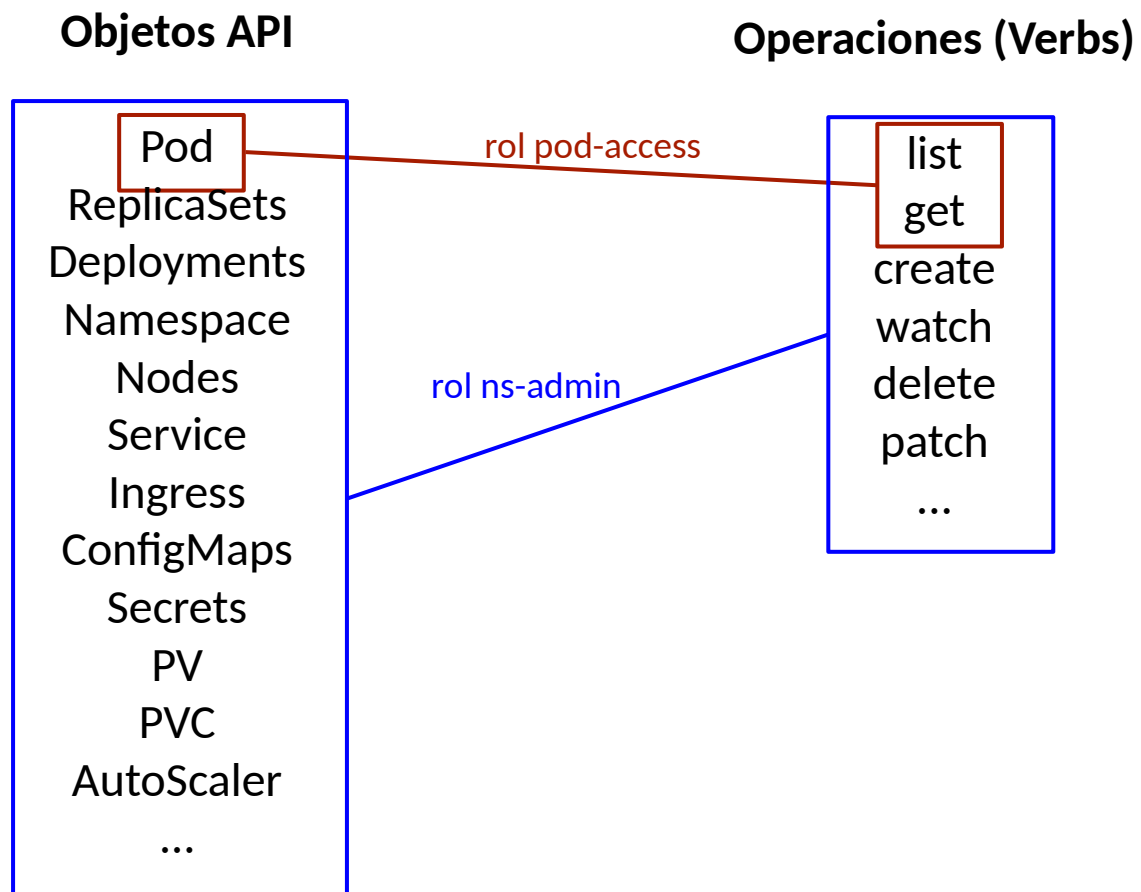 Objetos API
Operaciones (Verbs)
Pod
ReplicaSets
Deployments
Namespace
Nodes
Service
Ingress
ConfigMaps
Secrets
PV
PVC
AutoScaler
...
rol pod-access
rol ns-admin
list
get
create
watch
delete
patch
...